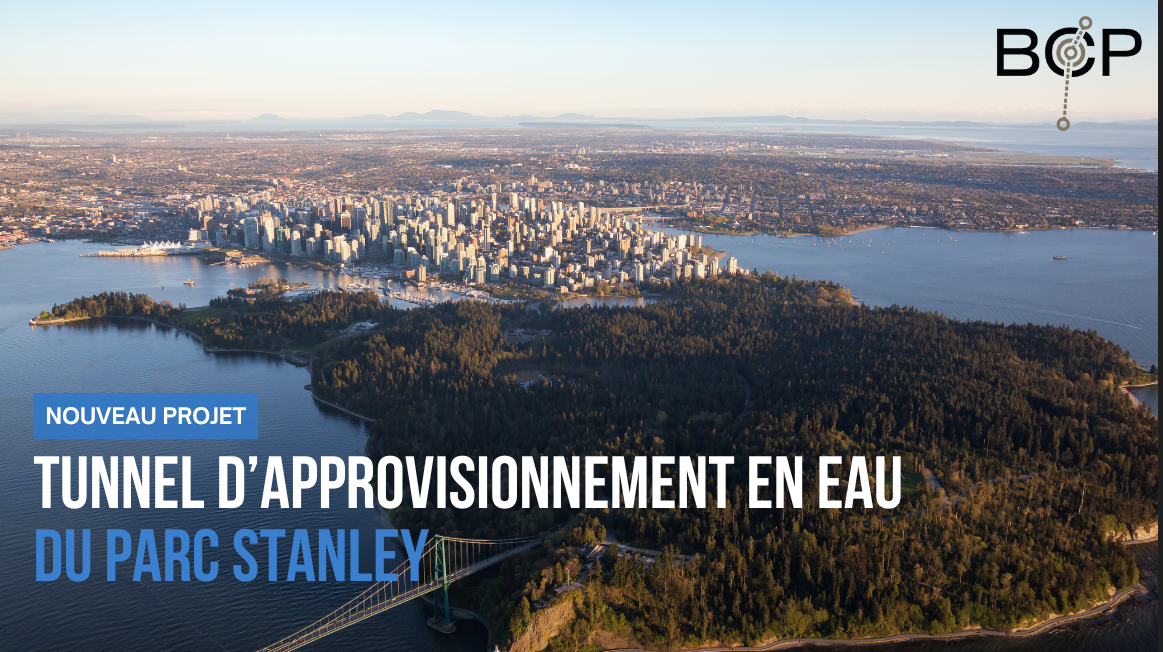 BCP
NOUVEAU PROJET
TUNNEL D’APPROVISIONNEMENT EN EAU
DU PARC STANLEY